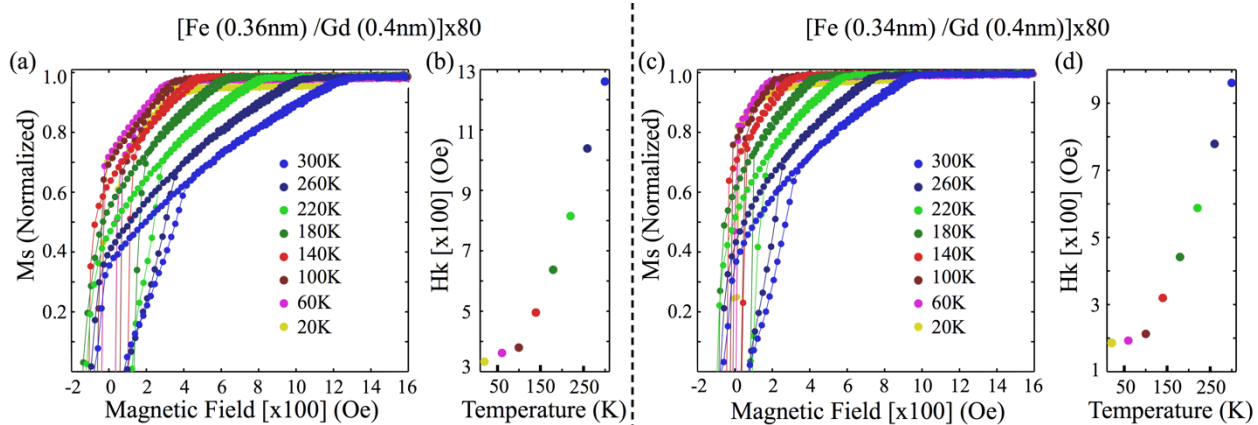 [Fe (0.36nm) /Gd (0.4nm)]x80
[Fe (0.34nm) /Gd (0.4nm)]x80
(a)
Ms (Normalized)
1.0
0.8
0.6
0.4
0.2
-2 0 2 4 6 8 10 12 14 16
Magnetic Field [x100] (Oe)
300K
260K
220K
180K
140K
100K
60K
20K
(b)
Hk [x100] (Oe)
13
11
9
7
5
3
50 150 250
Temperature (K)
(c)
Ms (Normalized)
1.0
0.8
0.6
0.4
0.2
-2 0 2 4 6 8 10 12 14 16
Magnetic Field [x100] (Oe)
300K
260K
220K
180K
140K
100K
60K
20K
(d)
Hk [x100] (Oe)
9
7
5
3
1
50 150 250
Temperature (K)